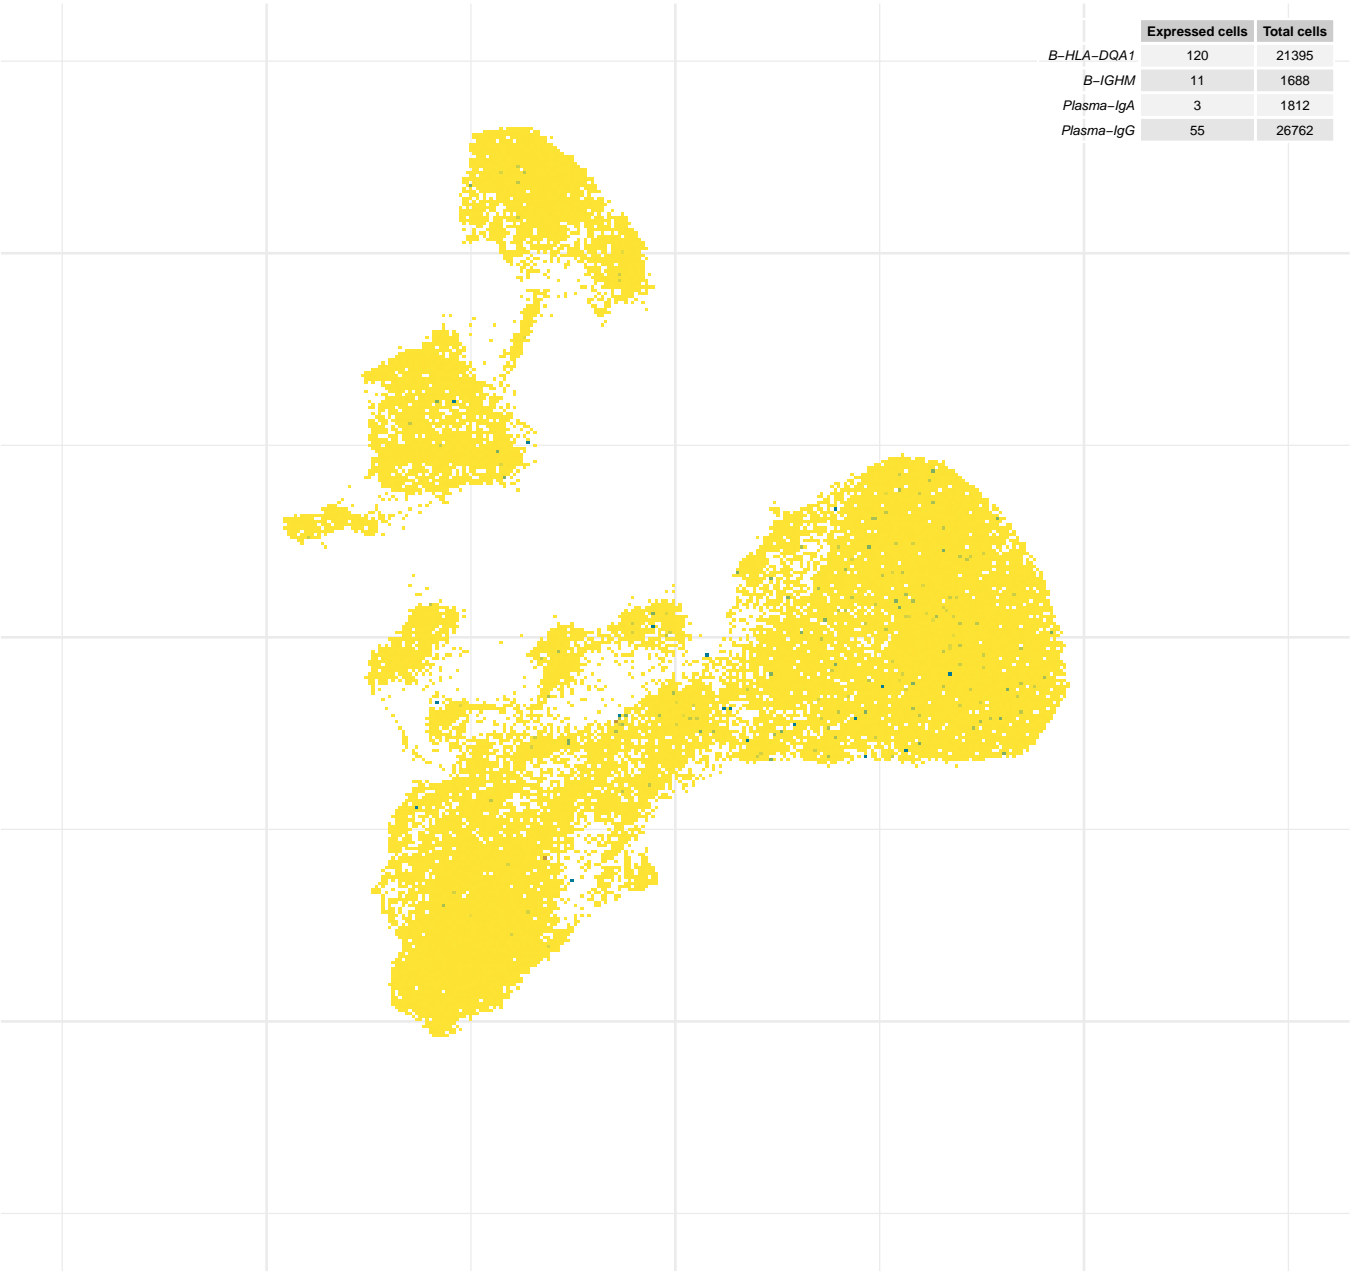 Expressed cells Total cells
B−HLA−DQA1 120 21395
B−IGHM 11 1688
Plasma−IgA 3 1812
Plasma−IgG 55 26762